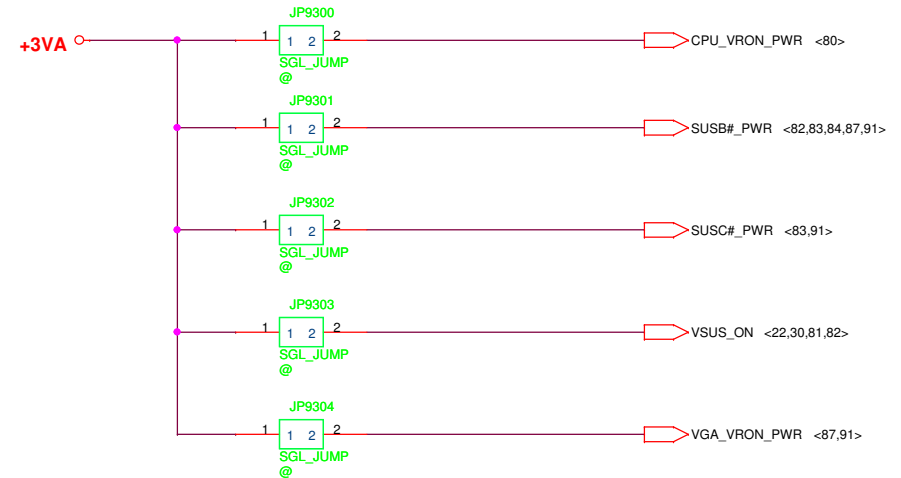 JP9300
+3VA 1 1 2 2 CPU_VRON_PWR <80>
SGL_JUMP
@
JP9301
1 1 2 2 SUSB#_PWR <82,83,84,87,91>
SGL_JUMP
@
JP9302
1 1 2 2 SUSC#_PWR <83,91>
SGL_JUMP
@
JP9303
1 1 2 2 VSUS_ON <22,30,81,82>
SGL_JUMP
@
JP9304
1 1 2 2 VGA_VRON_PWR <87,91>
SGL_JUMP
@